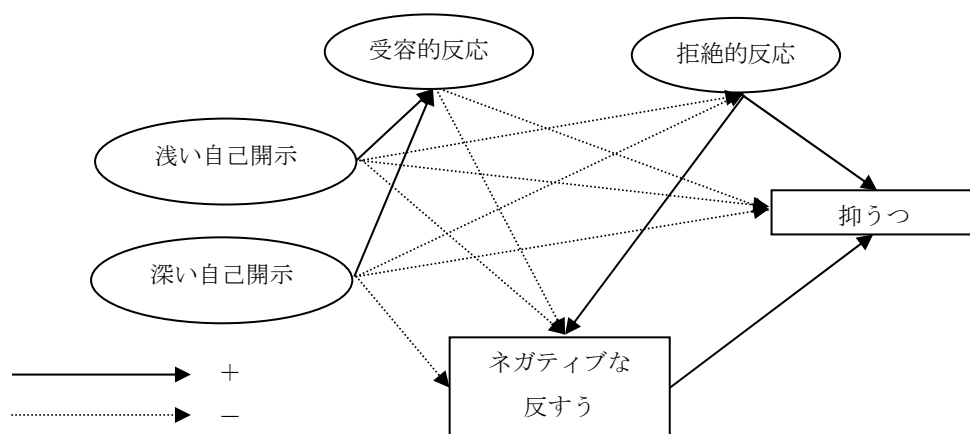 受容的反応
拒絶的反応
浅い自己開示
抑うつ
深い自己開示
ネガティブな
反すう
+
−